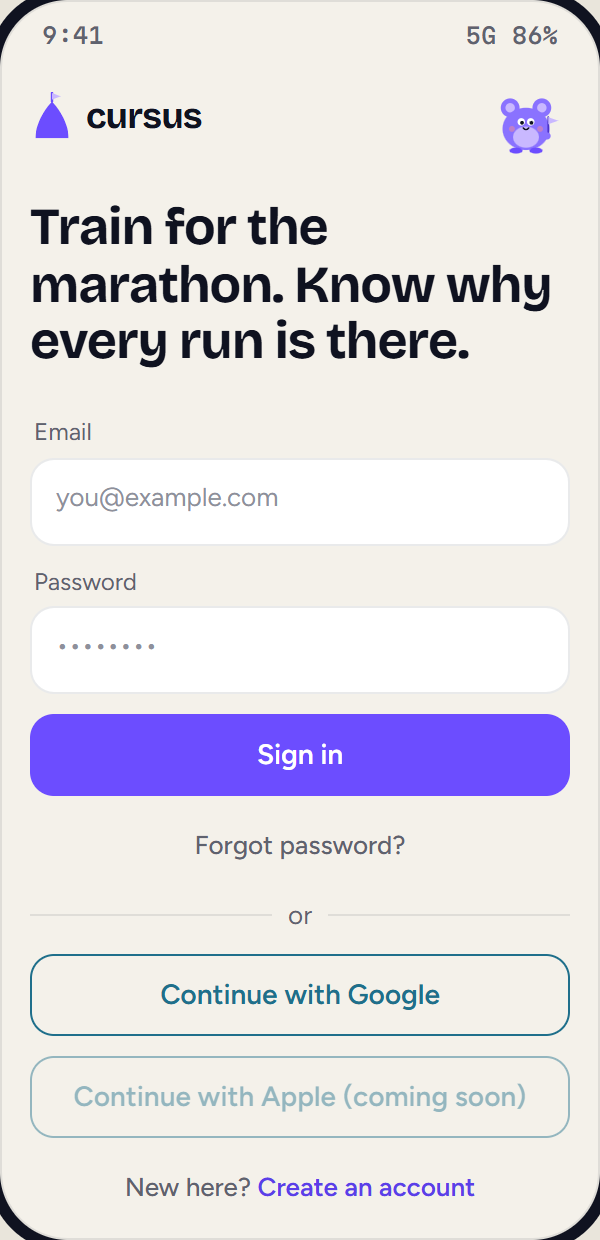 9:41
5G 86%
cursus
Train for the
marathon. Know why
every run is there.
Email
you@example.com
Password
••••••••
Sign in
Forgot password?
or
Continue with Google
Continue with Apple (coming soon)
New here? Create an account